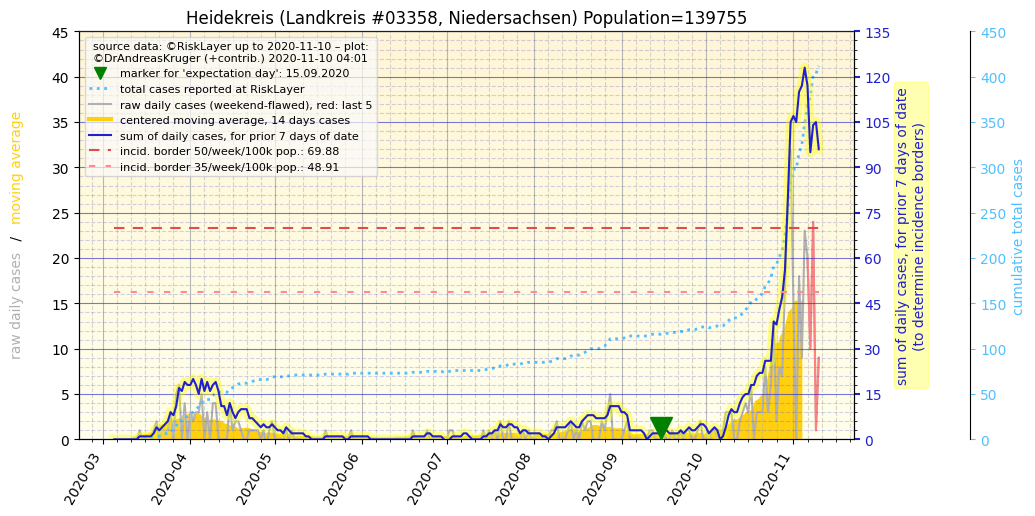 Heidekreis (Landkreis #03358, Niedersachsen) Population=139755
source data: ©RiskLayer up to 2020-11-10 – plot:
©DrAndreasKruger (+contrib.) 2020-11-10 04:01
marker for 'expectation day': 15.09.2020
total cases reported at RiskLayer
raw daily cases (weekend-flawed), red: last 5
centered moving average, 14 days cases
sum of daily cases, for prior 7 days of date
incid. border 50/week/100k pop.: 69.88
incid. border 35/week/100k pop.: 48.91
raw daily cases / moving average
45
40
35
30
25
20
15
10
5
0
2020-03
2020-04
2020-05
2020-06
2020-07
2020-08
2020-09
2020-10
2020-11
135
120
105
90
75
60
45
30
15
0
sum of daily cases, for prior 7 days of date
(to determine incidence borders)
450
400
350
300
250
200
150
100
50
0
cumulative total cases